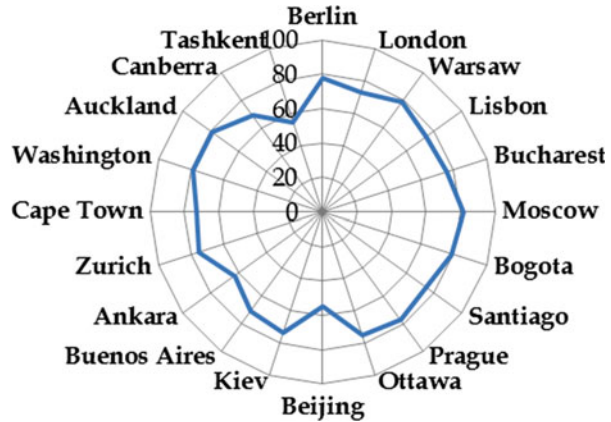 Berlin
Tashkent
100
London
Canberra
80
Warsaw
Auckland
60
Lisbon
Washington
40
Bucharest
20
Cape Town
0
Moscow
Zurich
Bogota
Ankara
Santiago
Buenos Aires
Prague
Kiev
Ottawa
Beijing